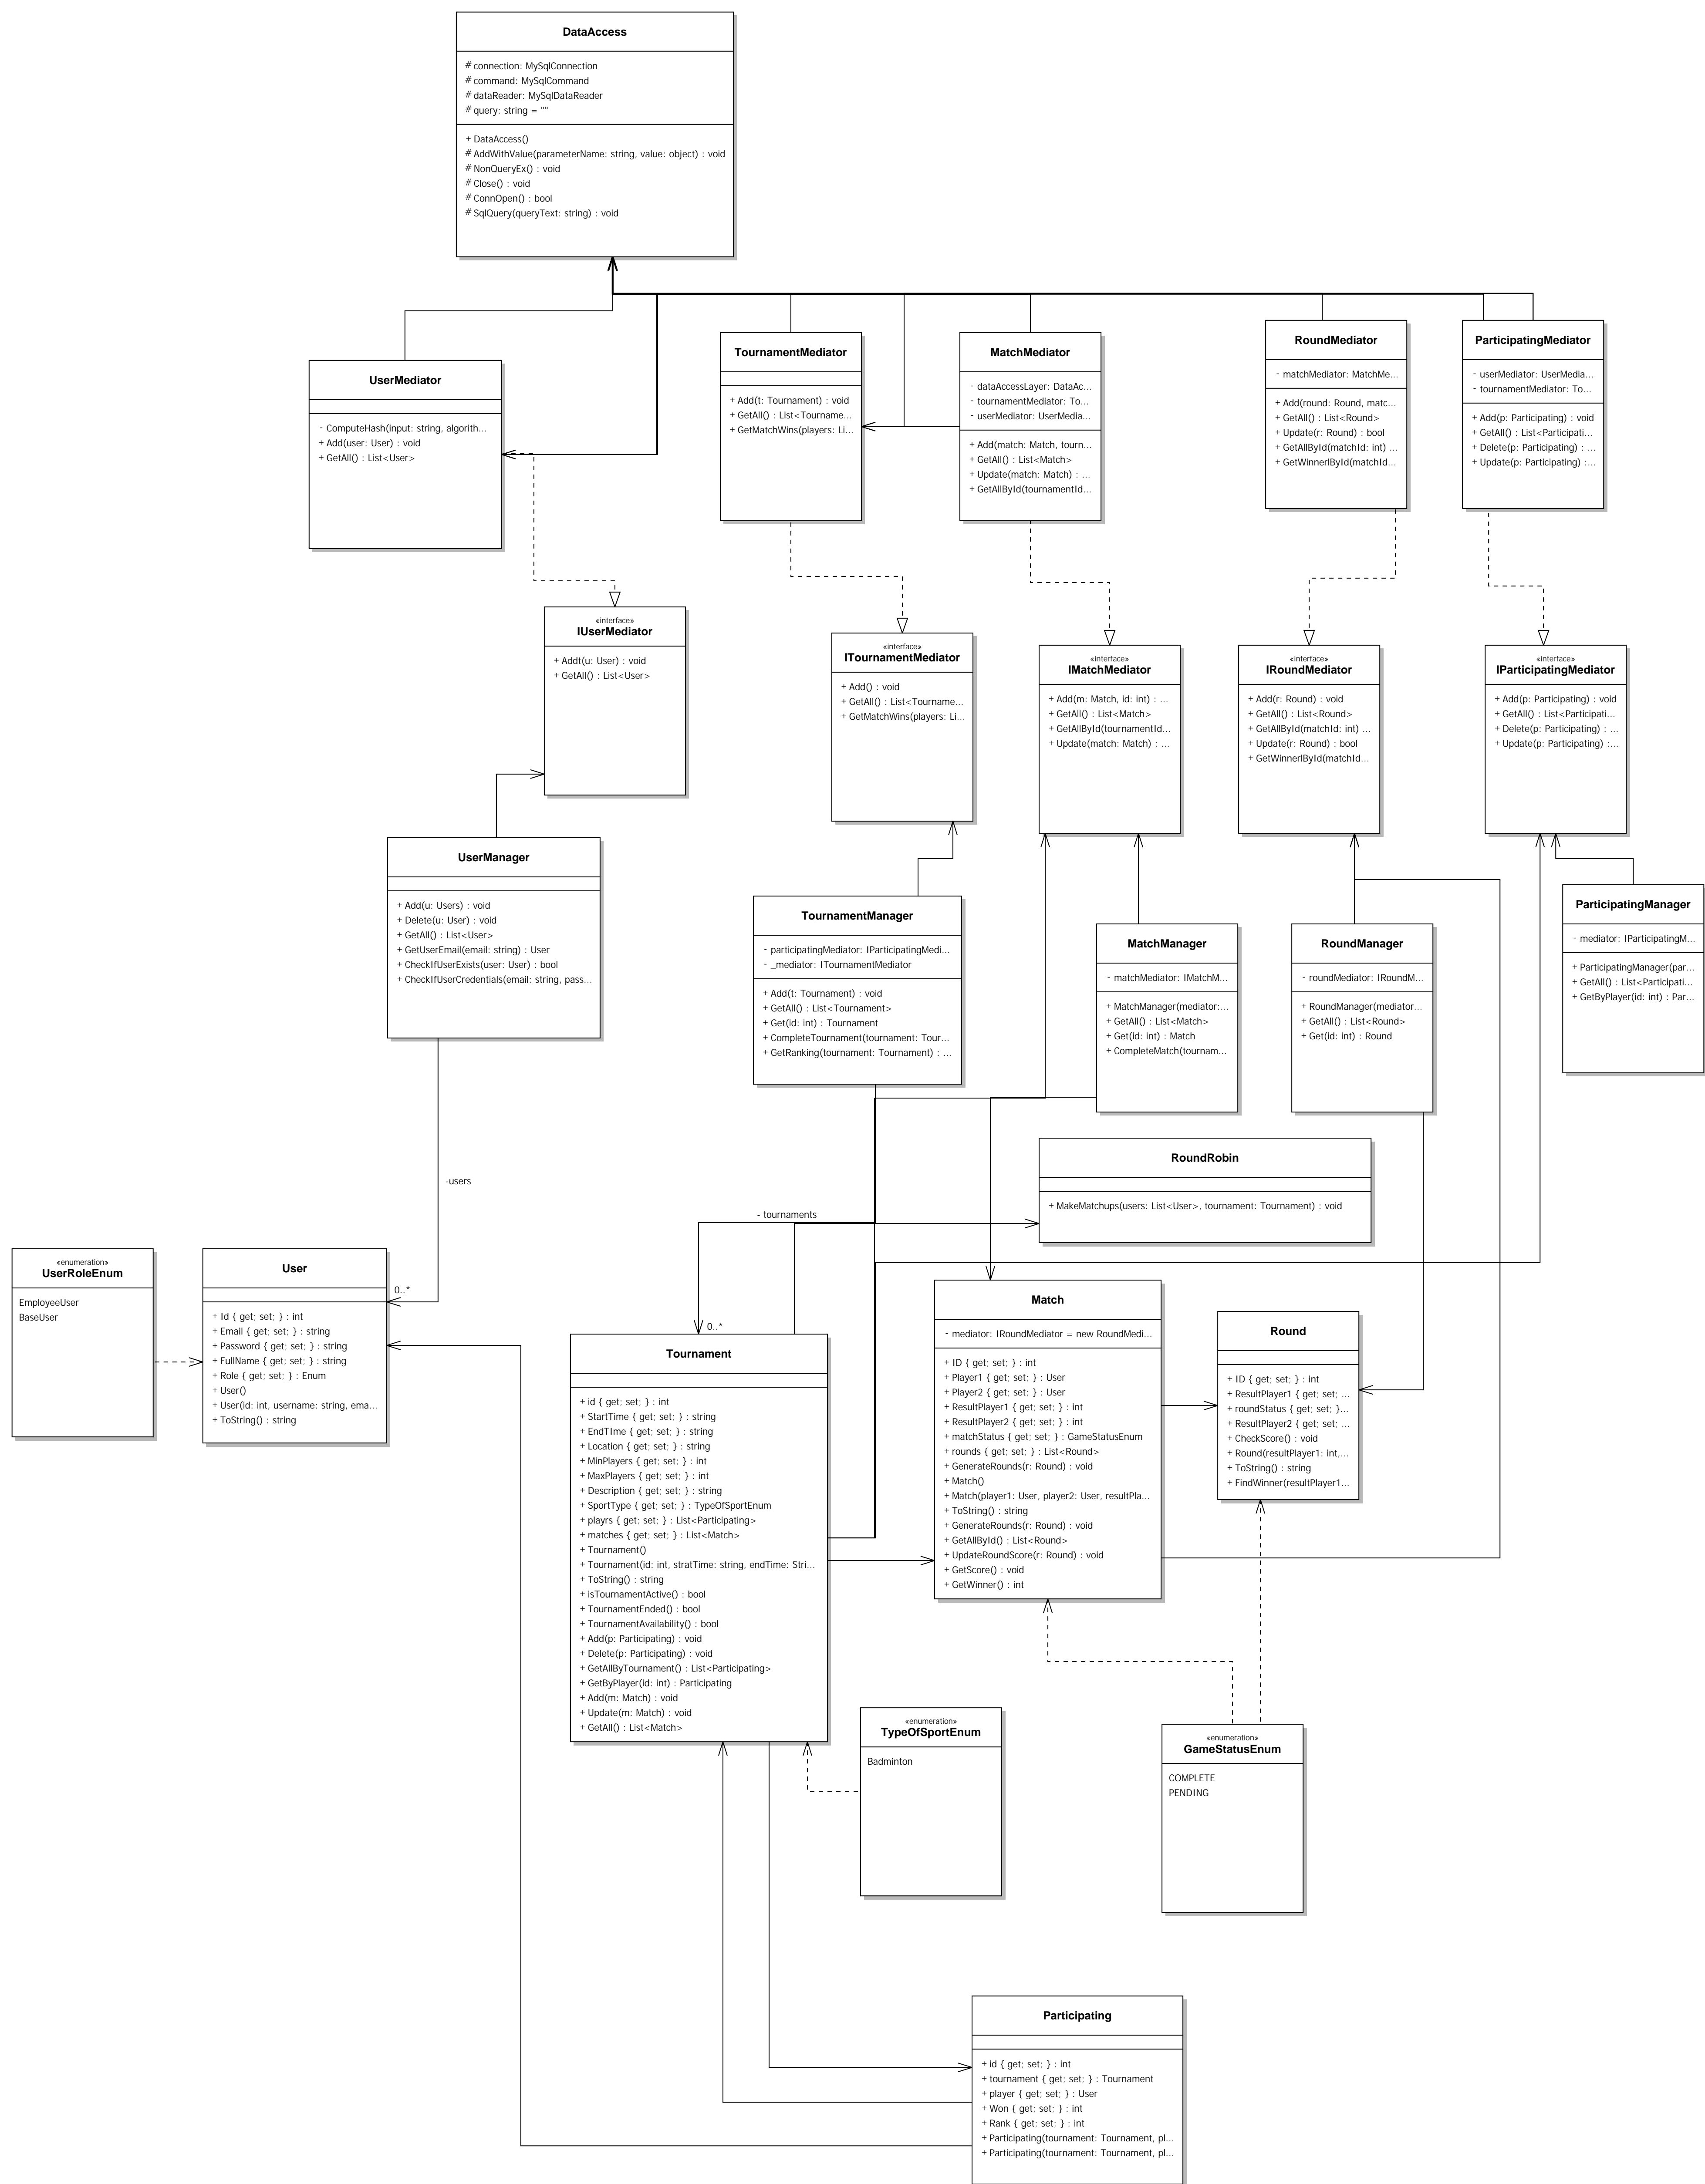 DataAccess
# connection: MySqlConnection
# command: MySqlCommand
# dataReader: MySqlDataReader
# query: string = ""
+ DataAccess()
# AddWithValue(parameterName: string, value: object) : void
# NonQueryEx() : void
# Close() : void
# ConnOpen() : bool
# SqlQuery(queryText: string) : void
UserMediator
- ComputeHash(input: string, algorith...
+ Add(user: User) : void
+ GetAll() : List<User>
TournamentMediator
+ Add(t: Tournament) : void
+ GetAll() : List<Tourname...
+ GetMatchWins(players: Li...
MatchMediator
- dataAccessLayer: DataAc...
- tournamentMediator: To...
- userMediator: UserMedia...
+ Add(match: Match, tourn...
+ GetAll() : List<Match>
+ Update(match: Match) : ...
+ GetAllById(tournamentId...
RoundMediator
- matchMediator: MatchMe...
+ Add(round: Round, matc...
+ GetAll() : List<Round>
+ Update(r: Round) : bool
+ GetAllById(matchId: int) ...
+ GetWinnerIById(matchId...
ParticipatingMediator
- userMediator: UserMedia...
- tournamentMediator: To...
+ Add(p: Participating) : void
+ GetAll() : List<Participati...
+ Delete(p: Participating) : ...
+ Update(p: Participating) :...
«interface»
IUserMediator
+ Addt(u: User) : void
+ GetAll() : List<User>
«interface»
ITournamentMediator
+ Add() : void
+ GetAll() : List<Tourname...
+ GetMatchWins(players: Li...
«interface»
IMatchMediator
+ Add(m: Match, id: int) : ...
+ GetAll() : List<Match>
+ GetAllById(tournamentId...
+ Update(match: Match) : ...
«interface»
IRoundMediator
+ Add(r: Round) : void
+ GetAll() : List<Round>
+ GetAllById(matchId: int) ...
+ Update(r: Round) : bool
+ GetWinnerIById(matchId...
«interface»
IParticipatingMediator
+ Add(p: Participating) : void
+ GetAll() : List<Participati...
+ Delete(p: Participating) : ...
+ Update(p: Participating) :...
UserManager
+ Add(u: Users) : void
+ Delete(u: User) : void
+ GetAll() : List<User>
+ GetUserEmail(email: string) : User
+ CheckIfUserExists(user: User) : bool
+ CheckIfUserCredentials(email: string, pass...
TournamentManager
- participatingMediator: IParticipatingMedi...
- _mediator: ITournamentMediator
+ Add(t: Tournament) : void
+ GetAll() : List<Tournament>
+ Get(id: int) : Tournament
+ CompleteTournament(tournament: Tour...
+ GetRanking(tournament: Tournament) : ...
MatchManager
- matchMediator: IMatchM...
+ MatchManager(mediator:...
+ GetAll() : List<Match>
+ Get(id: int) : Match
+ CompleteMatch(tournam...
RoundManager
- roundMediator: IRoundM...
+ RoundManager(mediator...
+ GetAll() : List<Round>
+ Get(id: int) : Round
ParticipatingManager
- mediator: IParticipatingM...
+ ParticipatingManager(par...
+ GetAll() : List<Participati...
+ GetByPlayer(id: int) : Par...
RoundRobin
+ MakeMatchups(users: List<User>, tournament: Tournament) : void
-users
- tournaments
0..*
0..*
«enumeration»
UserRoleEnum
EmployeeUser
BaseUser
User
+ Id { get; set; } : int
+ Email { get; set; } : string
+ Password { get; set; } : string
+ FullName { get; set; } : string
+ Role { get; set; } : Enum
+ User()
+ User(id: int, username: string, ema...
+ ToString() : string
Tournament
+ id { get; set; } : int
+ StartTime { get; set; } : string
+ EndTIme { get; set; } : string
+ Location { get; set; } : string
+ MinPlayers { get; set; } : int
+ MaxPlayers { get; set; } : int
+ Description { get; set; } : string
+ SportType { get; set; } : TypeOfSportEnum
+ playrs { get; set; } : List<Participating>
+ matches { get; set; } : List<Match>
+ Tournament()
+ Tournament(id: int, stratTime: string, endTime: Stri...
+ ToString() : string
+ isTournamentActive() : bool
+ TournamentEnded() : bool
+ TournamentAvailability() : bool
+ Add(p: Participating) : void
+ Delete(p: Participating) : void
+ GetAllByTournament() : List<Participating>
+ GetByPlayer(id: int) : Participating
+ Add(m: Match) : void
+ Update(m: Match) : void
+ GetAll() : List<Match>
Match
- mediator: IRoundMediator = new RoundMedi...
+ ID { get; set; } : int
+ Player1 { get; set; } : User
+ Player2 { get; set; } : User
+ ResultPlayer1 { get; set; } : int
+ ResultPlayer2 { get; set; } : int
+ matchStatus { get; set; } : GameStatusEnum
+ rounds { get; set; } : List<Round>
+ GenerateRounds(r: Round) : void
+ Match()
+ Match(player1: User, player2: User, resultPla...
+ ToString() : string
+ GenerateRounds(r: Round) : void
+ GetAllById() : List<Round>
+ UpdateRoundScore(r: Round) : void
+ GetScore() : void
+ GetWinner() : int
Round
+ ID { get; set; } : int
+ ResultPlayer1 { get; set; ...
+ roundStatus { get; set; }...
+ ResultPlayer2 { get; set; ...
+ CheckScore() : void
+ Round(resultPlayer1: int,...
+ ToString() : string
+ FindWinner(resultPlayer1...
«enumeration»
TypeOfSportEnum
Badminton
«enumeration»
GameStatusEnum
COMPLETE
PENDING
Participating
+ id { get; set; } : int
+ tournament { get; set; } : Tournament
+ player { get; set; } : User
+ Won { get; set; } : int
+ Rank { get; set; } : int
+ Participating(tournament: Tournament, pl...
+ Participating(tournament: Tournament, pl...